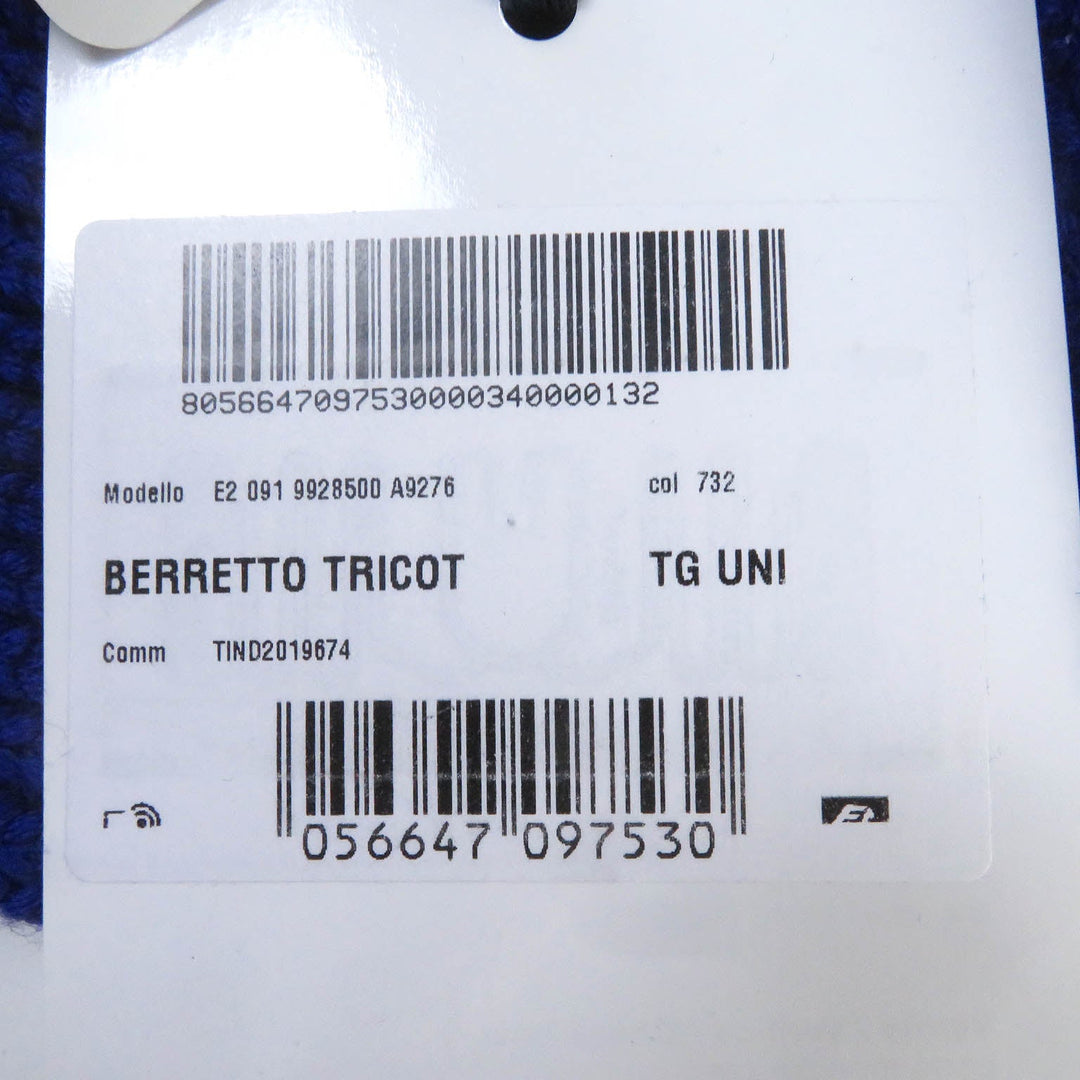 8056647097530000340000132
Modello E2 091 9928500 A9276 col 732
BERRETTO TRICOT TG UNI
Comm TIND2019674
056647 097530